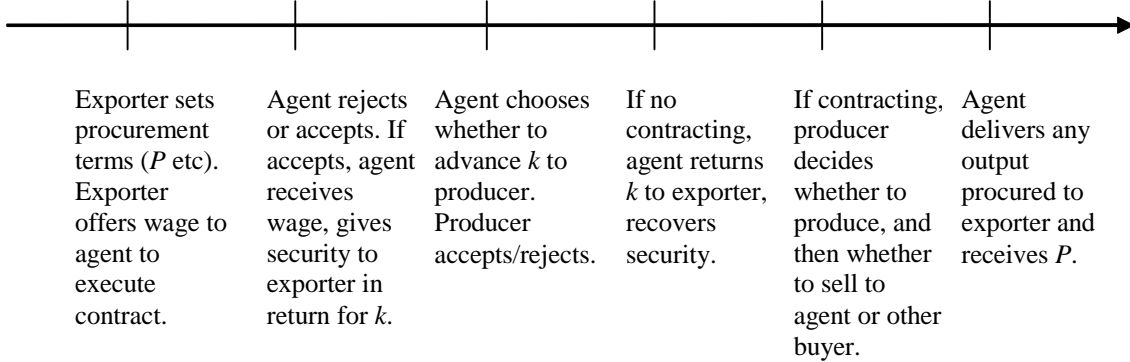 Exporter sets
procurement
terms (P etc).
Exporter
offers wage to
agent to
execute
contract.
Agent rejects
or accepts. If
accepts, agent
receives
wage, gives
security to
exporter in
return for k.
Agent chooses
whether to
advance k to
producer.
Producer
accepts/rejects.
If no
contracting,
agent returns
k to exporter,
recovers
security.
If contracting,
producer
decides
whether to
produce, and
then whether
to sell to
agent or other
buyer.
Agent
delivers any
output
procured to
exporter and
receives P.